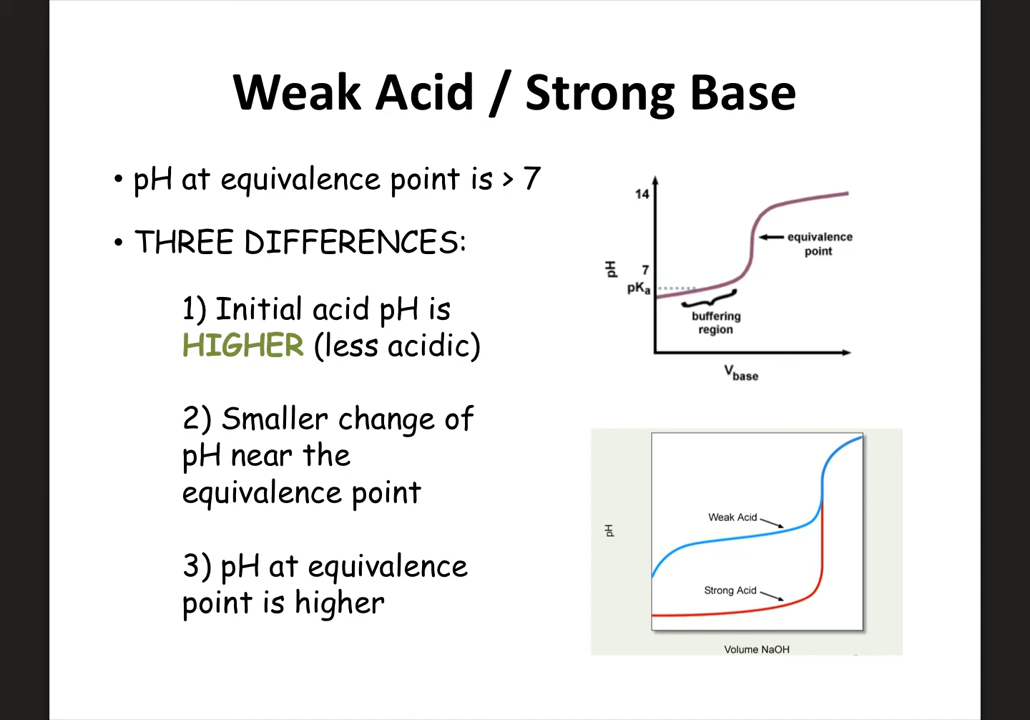 Weak Acid / Strong Base
• pH at equivalence point is > 7
• THREE DIFFERENCES:
1) Initial acid pH is
HIGHER (less acidic)
2) Smaller change of
pH near the
equivalence point
3) pH at equivalence
point is higher
14
equivalence
point
pH
7
pKa
buffering
region
Vbase
Weak Acid
pH
Strong Acid
Volume NaOH